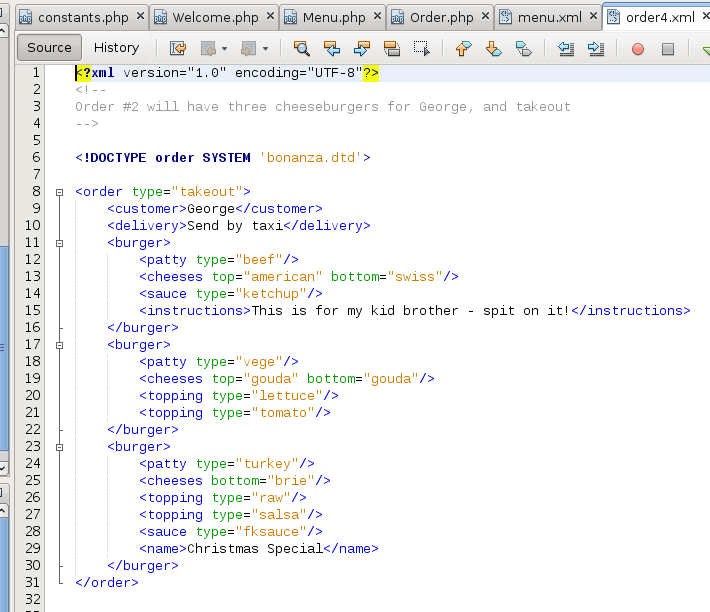 constants.php Welcome.php Menu.php Order.php menu.xml order4.xml
Source History
1 <?xml version="1.0" encoding="UTF-8"?>
2 <!--
3 Order #2 will have three cheeseburgers for George, and takeout
4 -->
5
6 <!DOCTYPE order SYSTEM 'bonanza.dtd'>
7
8 <order type="takeout">
9 <customer>George</customer>
10 <delivery>Send by taxi</delivery>
11 <burger>
12 <patty type="beef"/>
13 <cheeses top="american" bottom="swiss"/>
14 <sauce type="ketchup"/>
15 <instructions>This is for my kid brother - spit on it!</instructions>
16 </burger>
17 <burger>
18 <patty type="vege"/>
19 <cheeses top="gouda" bottom="gouda"/>
20 <topping type="lettuce"/>
21 <topping type="tomato"/>
22 </burger>
23 <burger>
24 <patty type="turkey"/>
25 <cheeses bottom="brie"/>
26 <topping type="raw"/>
27 <topping type="salsa"/>
28 <sauce type="fksauce"/>
29 <name>Christmas Special</name>
30 </burger>
31 </order>
32